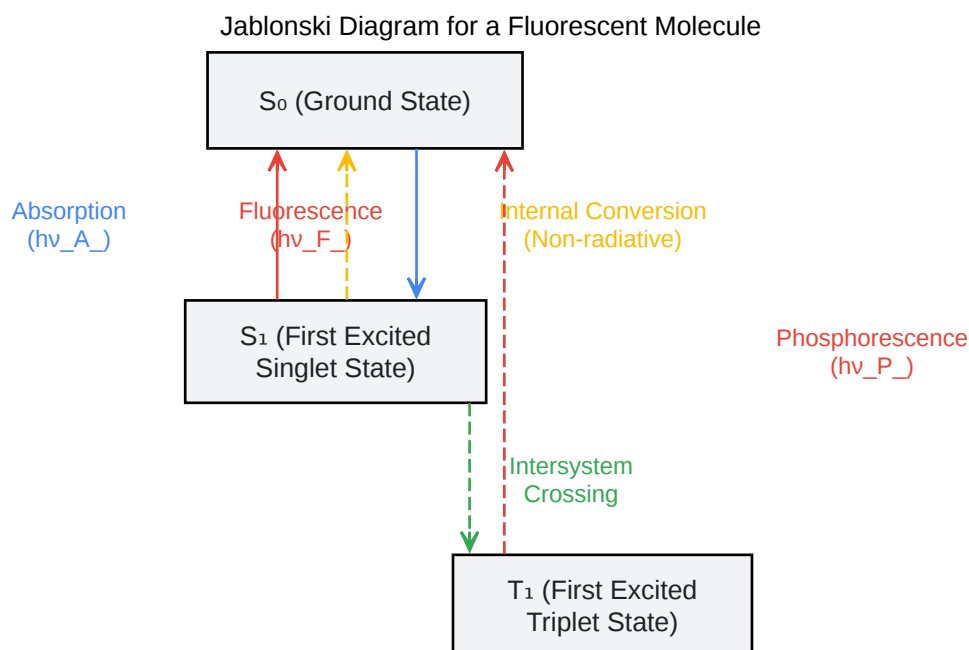 Jablonski Diagram for a Fluorescent Molecule
S₀ (Ground State)
Absorption
(hν_A_)
Fluorescence
(hν_F_)
Internal Conversion
(Non-radiative)
S₁ (First Excited
Singlet State)
Phosphorescence
(hν_P_)
Intersystem
Crossing
T₁ (First Excited
Triplet State)